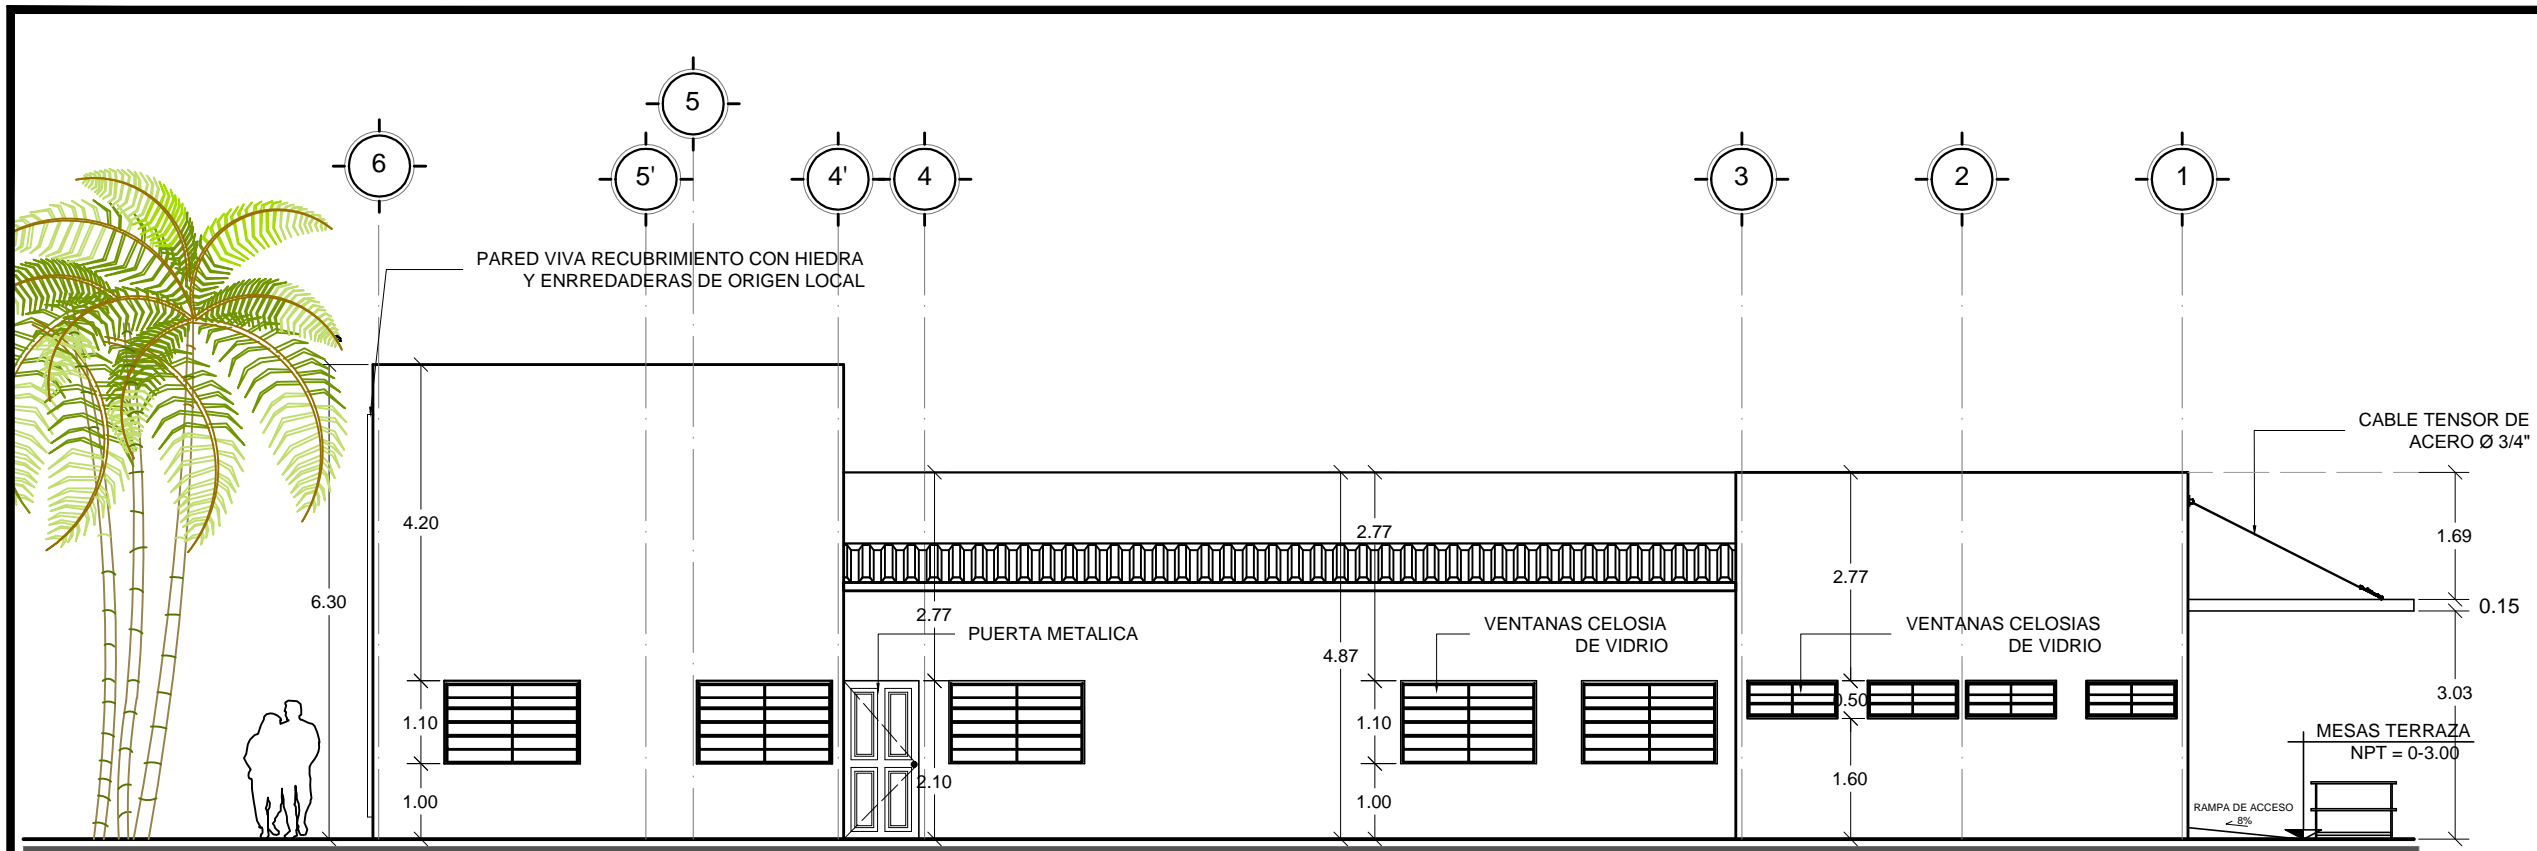 5
6
5'
4'
4
3
2
1
PARED VIVA RECUBRIMIENTO CON HIEDRA
Y ENRREDADERAS DE ORIGEN LOCAL
CABLE TENSOR DE
ACERO Ø 3/4"
4.20
2.77
1.69
2.77
6.30
0.15
2.77
PUERTA METALICA
VENTANAS CELOSIA
DE VIDRIO
VENTANAS CELOSIAS
DE VIDRIO
4.87
3.03
0.50
1.10
1.10
MESAS TERRAZA
NPT = 0-3.00
2.10
1.60
1.00
1.00
RAMPA DE ACCESO
< 8%